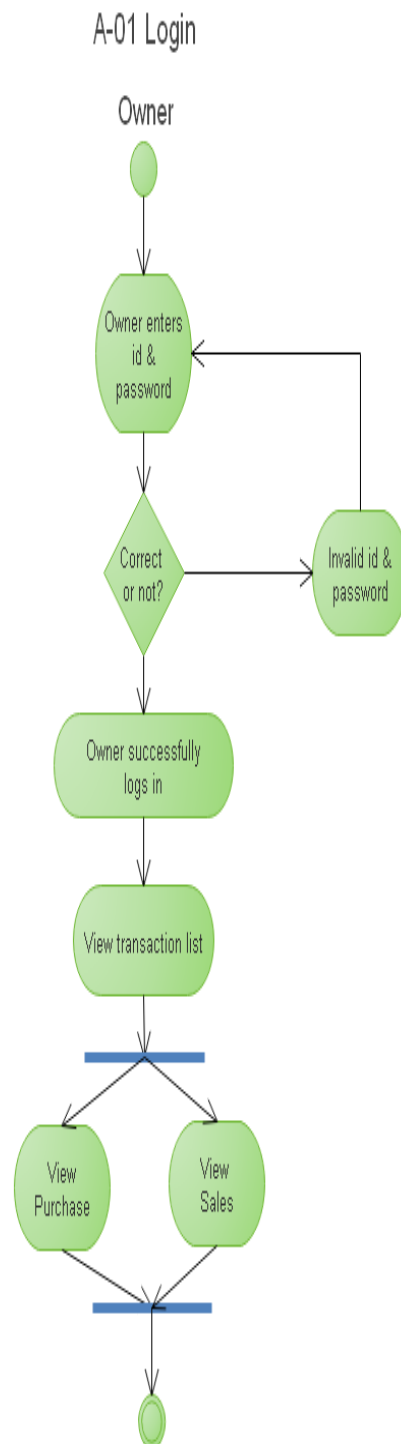 A-01 Login
Owner
Owner enters
id &
password
Correct
or not?
Invalid id &
password
Owner successfully
logs in
View transaction list
View
Purchase
View
Sales